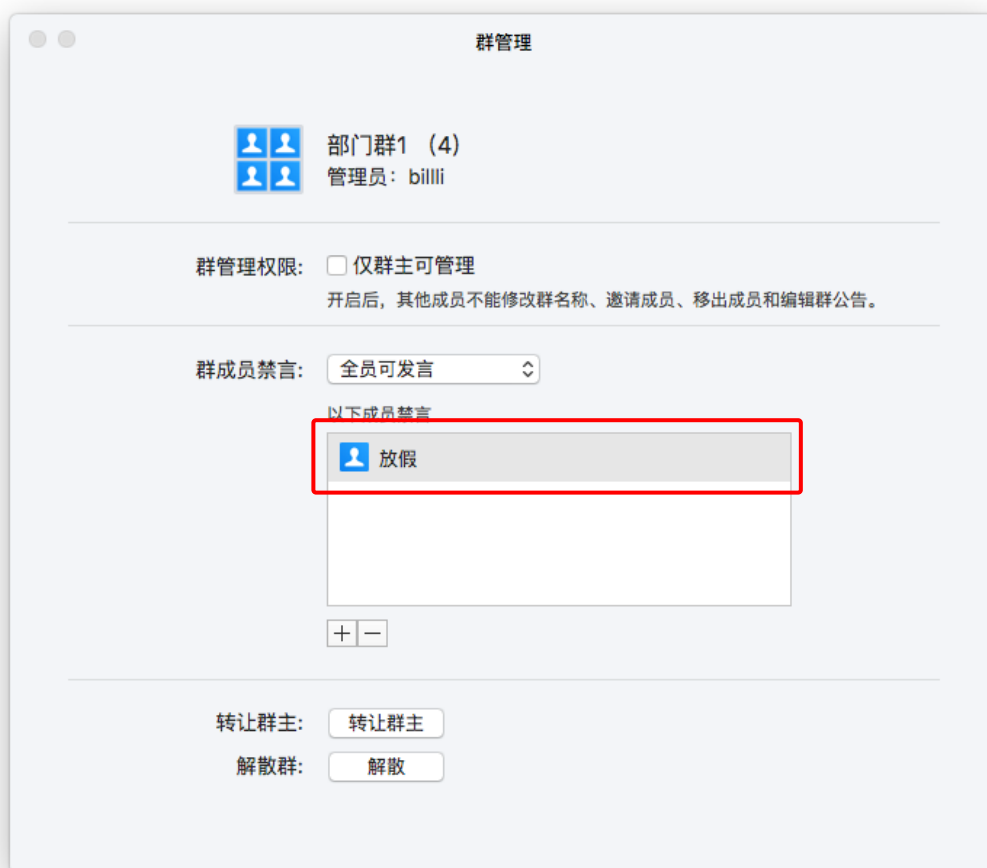 群管理
部门群1 （4）
管理员：billli
群管理权限: 仅群主可管理
开启后，其他成员不能修改群名称、邀请成员、移出成员和编辑群公告。
群成员禁言: 全员可发言
以下成员禁言
放假
转让群主: 转让群主
解散群: 解散